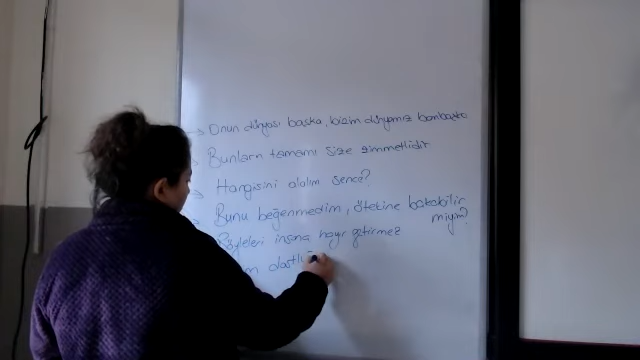 → Onun dünyası başka, bizim dünyamız bambaşka
Bunların tamamı size zimmetlidir
→ Hangisini alalım sence?
→ Bunu beğenmedim, ötekine bakabilir miyim?
Böyleleri insana hayır getirmez